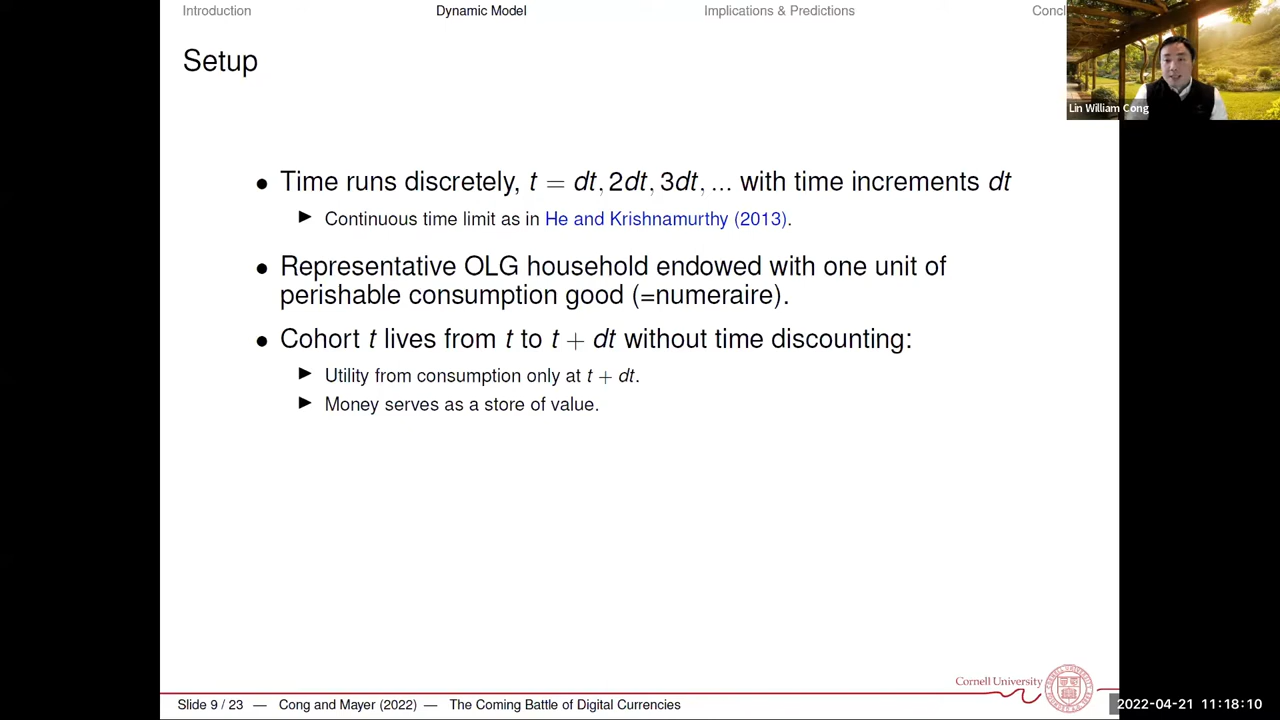 Introduction Dynamic Model Implications & Predictions Concl
Setup
Lin William Cong
• Time runs discretely, t = dt, 2dt, 3dt, ... with time increments dt
▶ Continuous time limit as in He and Krishnamurthy (2013).
• Representative OLG household endowed with one unit of
perishable consumption good (=numeraire).
• Cohort t lives from t to t + dt without time discounting:
▶ Utility from consumption only at t + dt.
▶ Money serves as a store of value.
Cornell University
Slide 9 / 23 — Cong and Mayer (2022) — The Coming Battle of Digital Currencies
2022-04-21 11:18:10